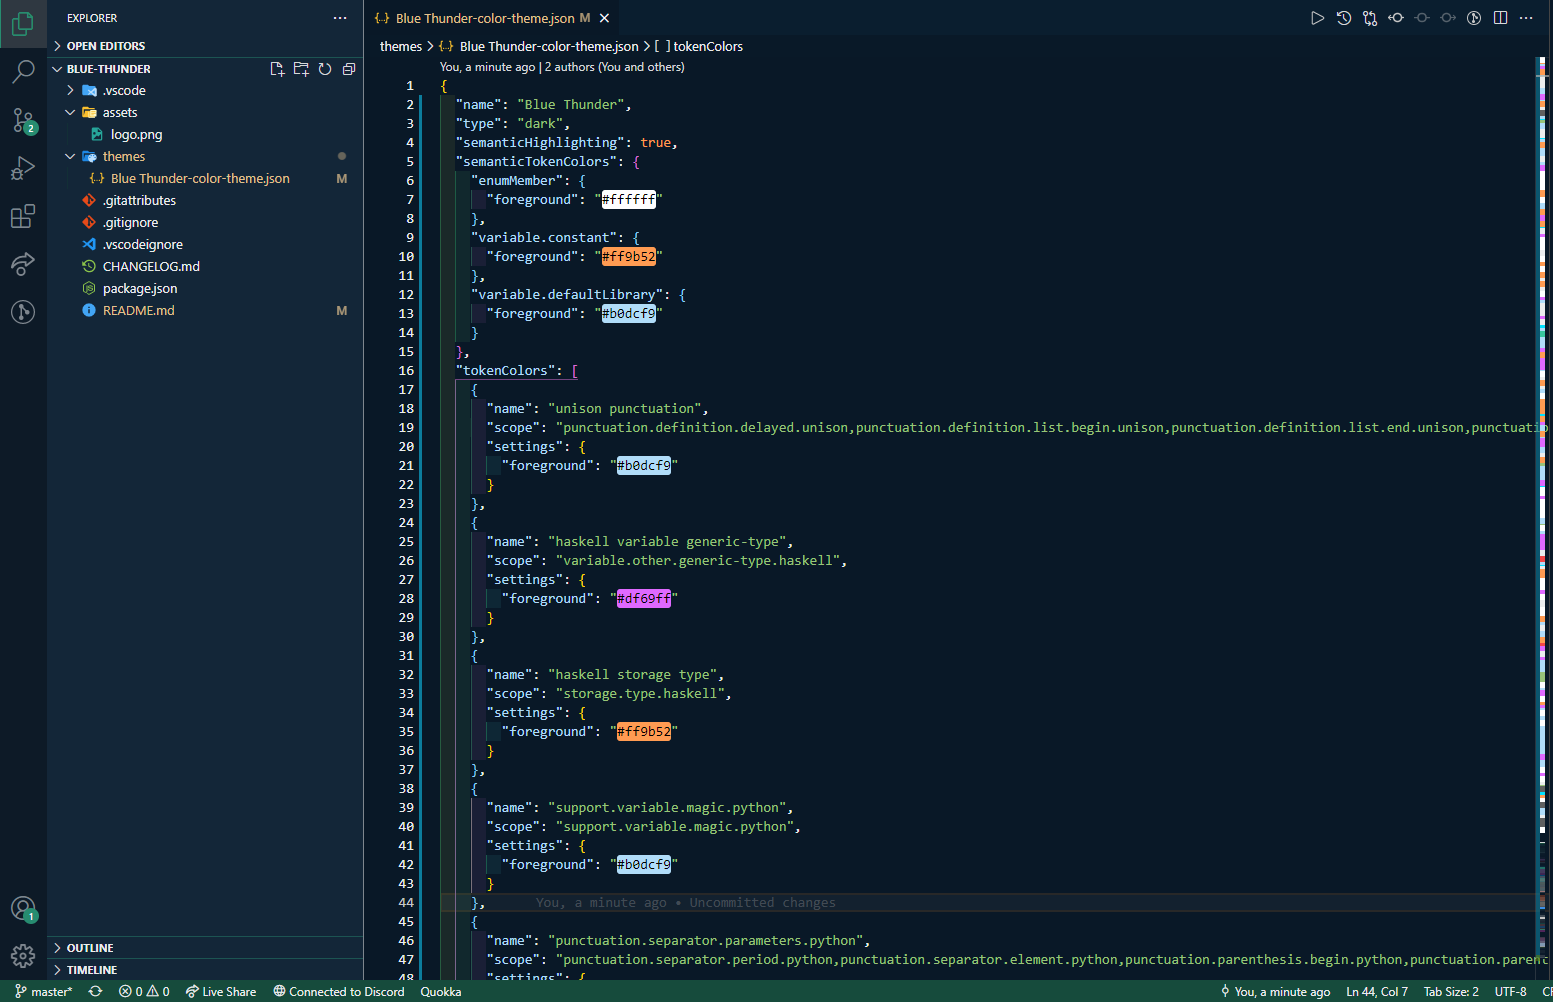 EXPLORER
OPEN EDITORS
BLUE-THUNDER
.vscode
assets
logo.png
themes
Blue Thunder-color-theme.json M
.gitattributes
.gitignore
.vscodeignore
CHANGELOG.md
package.json
README.md M
OUTLINE
TIMELINE
2
1
Blue Thunder-color-theme.json M
themes > {..} Blue Thunder-color-theme.json > [ ] tokenColors
You, a minute ago | 2 authors (You and others)
1 {
2 "name": "Blue Thunder",
3 "type": "dark",
4 "semanticHighlighting": true,
5 "semanticTokenColors": {
6 "enumMember": {
7 "foreground": "#ffffff"
8 },
9 "variable.constant": {
10 "foreground": "#ff9b52"
11 },
12 "variable.defaultLibrary": {
13 "foreground": "#b0dcf9"
14 }
15 },
16 "tokenColors": [
17 {
18 "name": "unison punctuation",
19 "scope": "punctuation.definition.delayed.unison,punctuation.definition.list.begin.unison,punctuation.definition.list.end.unison,punctuatio
20 "settings": {
21 "foreground": "#b0dcf9"
22 }
23 },
24 {
25 "name": "haskell variable generic-type",
26 "scope": "variable.other.generic-type.haskell",
27 "settings": {
28 "foreground": "#df69ff"
29 }
30 },
31 {
32 "name": "haskell storage type",
33 "scope": "storage.type.haskell",
34 "settings": {
35 "foreground": "#ff9b52"
36 }
37 },
38 {
39 "name": "support.variable.magic.python",
40 "scope": "support.variable.magic.python",
41 "settings": {
42 "foreground": "#b0dcf9"
43 }
44 }, You, a minute ago • Uncommitted changes
45 {
46 "name": "punctuation.separator.parameters.python",
47 "scope": "punctuation.separator.period.python,punctuation.separator.element.python,punctuation.parenthesis.begin.python,punctuation.parenc
48 "settings": {
master* 0 0 Live Share Connected to Discord Quokka You, a minute ago Ln 44, Col 7 Tab Size: 2 UTF-8